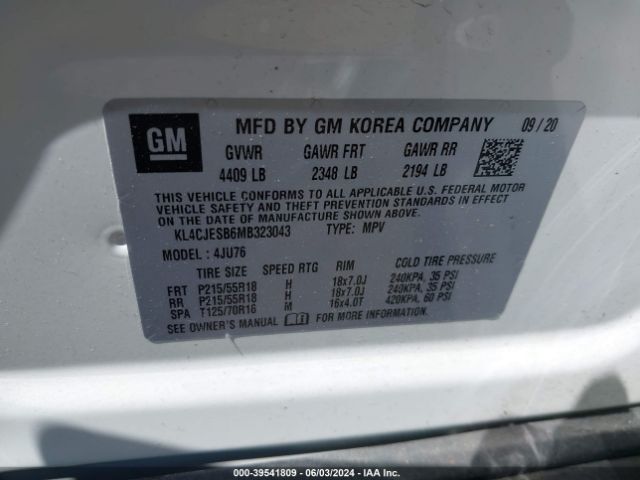 GM MFD BY GM KOREA COMPANY 09/20
GVWR GAWR FRT GAWR RR
4409 LB 2348 LB 2194 LB
THIS VEHICLE CONFORMS TO ALL APPLICABLE U.S. FEDERAL MOTOR
VEHICLE SAFETY AND THEFT PREVENTION STANDARDS IN EFFECT
ON THE DATE OF MANUFACTURE SHOWN ABOVE.
KL4CJESB6MB323043 TYPE: MPV
MODEL : 4JU76
TIRE SIZE SPEED RTG RIM COLD TIRE PRESSURE
FRT P215/55R18 H 18x7.0J 240KPA, 35 PSI
RR P215/55R18 H 18x7.0J 240KPA, 35 PSI
SPA T125/70R16 M 16x4.0T 420KPA, 60 PSI
SEE OWNER'S MANUAL FOR MORE INFORMATION.
000-39541809 - 06/03/2024 - IAA Inc.